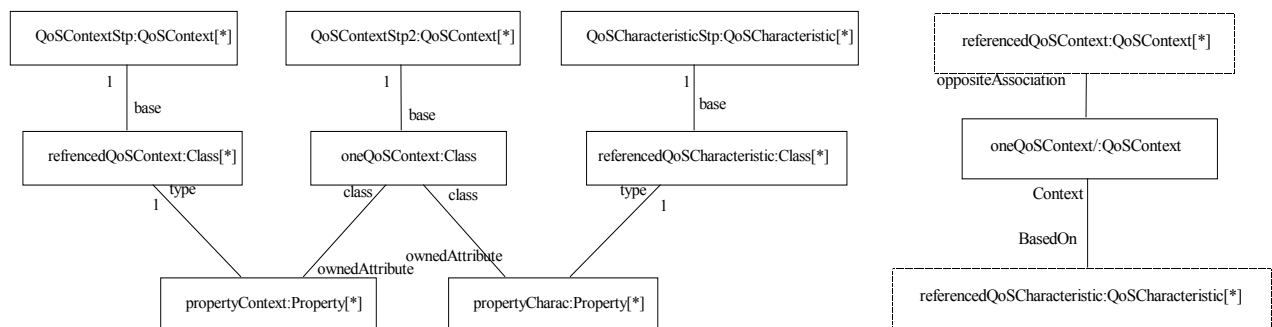 QoSContextStp:QoSContext[*]
QoSContextStp2:QoSContext[*]
QoSCharacteristicStp:QoSCharacteristic[*]
referencedQoSContext:QoSContext[*]
1
1
1
oppositeAssociation
base
base
base
refrencedQoSContext:Class[*]
oneQoSContext:Class
referencedQoSCharacteristic:Class[*]
oneQoSContext/:QoSContext
type
class
class
type
Context
1
1
BasedOn
ownedAttribute
ownedAttribute
propertyContext:Property[*]
propertyCharac:Property[*]
referencedQoSCharacteristic:QoSCharacteristic[*]